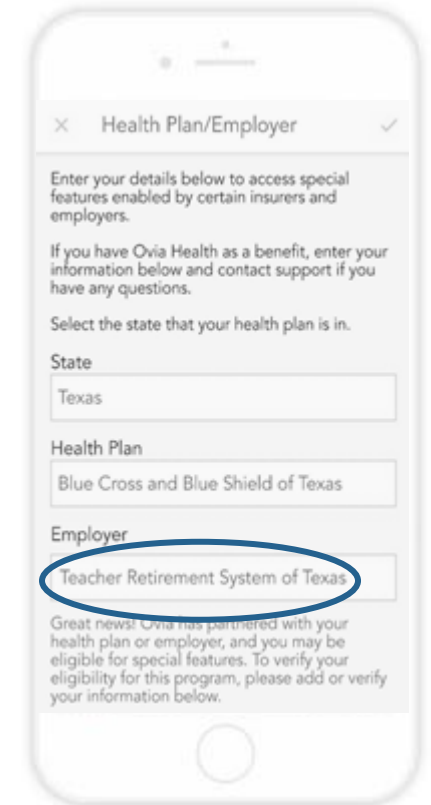 × Health Plan/Employer ✓
Enter your details below to access special
features enabled by certain insurers and
employers.
If you have Ovia Health as a benefit, enter your
information below and contact support if you
have any questions.
Select the state that your health plan is in.
State
Texas
Health Plan
Blue Cross and Blue Shield of Texas
Employer
Teacher Retirement System of Texas
Great news! Ovia has partnered with your
health plan or employer, and you may be
eligible for special features. To verify your
eligibility for this program, please add or verify
your information below.